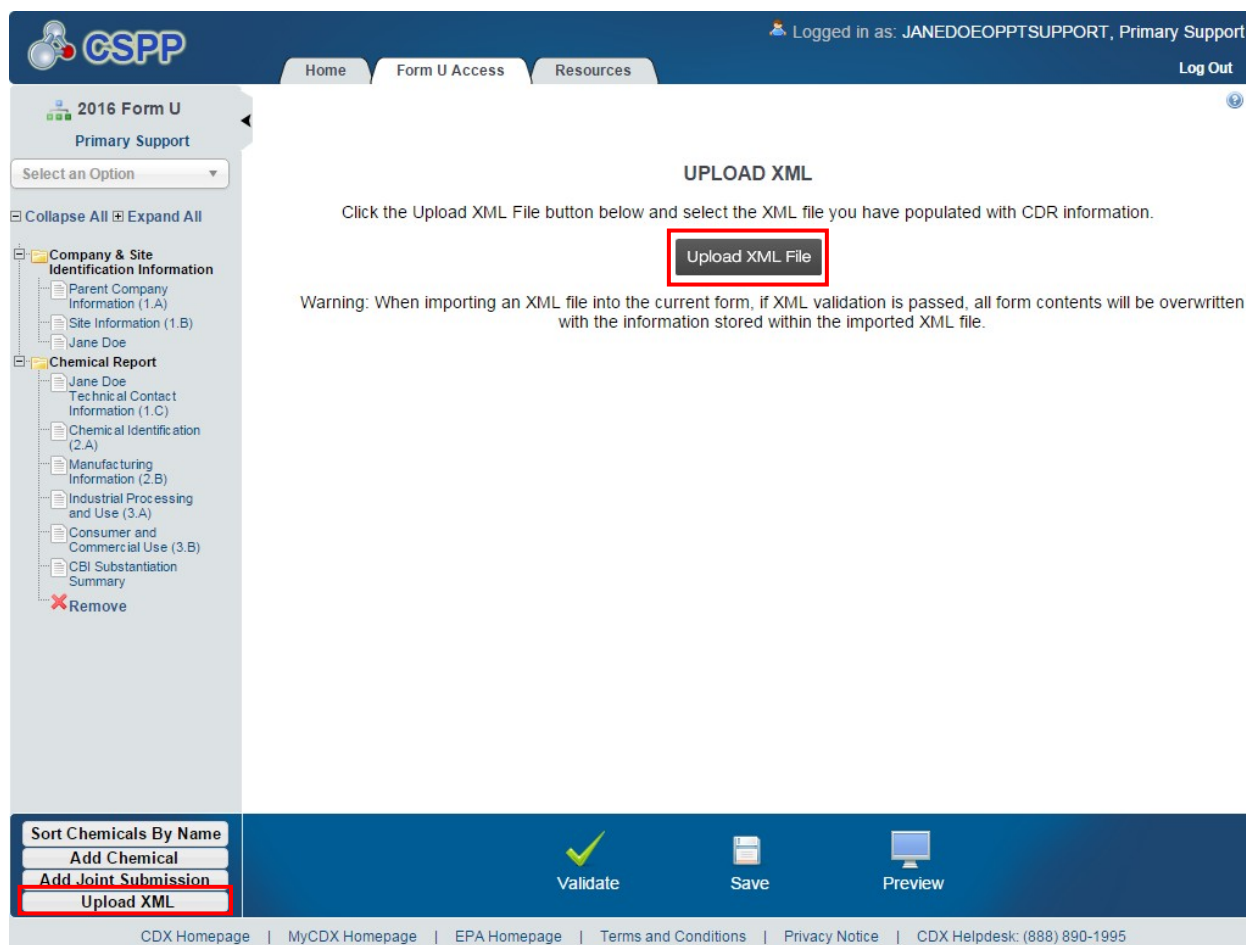 CSPP
Logged in as: JANEDOEOPPTSUPPORT, Primary Support
Home
Form U Access
Resources
Log Out
2016 Form U
Primary Support
Select an Option
Collapse All
Expand All
Company & Site
Identification Information
Parent Company
Information (1.A)
Site Information (1.B)
Jane Doe
Chemical Report
Jane Doe
Technical Contact
Information (1.C)
Chemical Identification
(2.A)
Manufacturing
Information (2.B)
Industrial Processing
and Use (3.A)
Consumer and
Commercial Use (3.B)
CBI Substantiation
Summary
Remove
UPLOAD XML
Click the Upload XML File button below and select the XML file you have populated with CDR information.
Upload XML File
Warning: When importing an XML file into the current form, if XML validation is passed, all form contents will be overwritten
with the information stored within the imported XML file.
Sort Chemicals By Name
Add Chemical
Add Joint Submission
Upload XML
Validate
Save
Preview
CDX Homepage | MyCDX Homepage | EPA Homepage | Terms and Conditions | Privacy Notice | CDX Helpdesk: (888) 890-1995